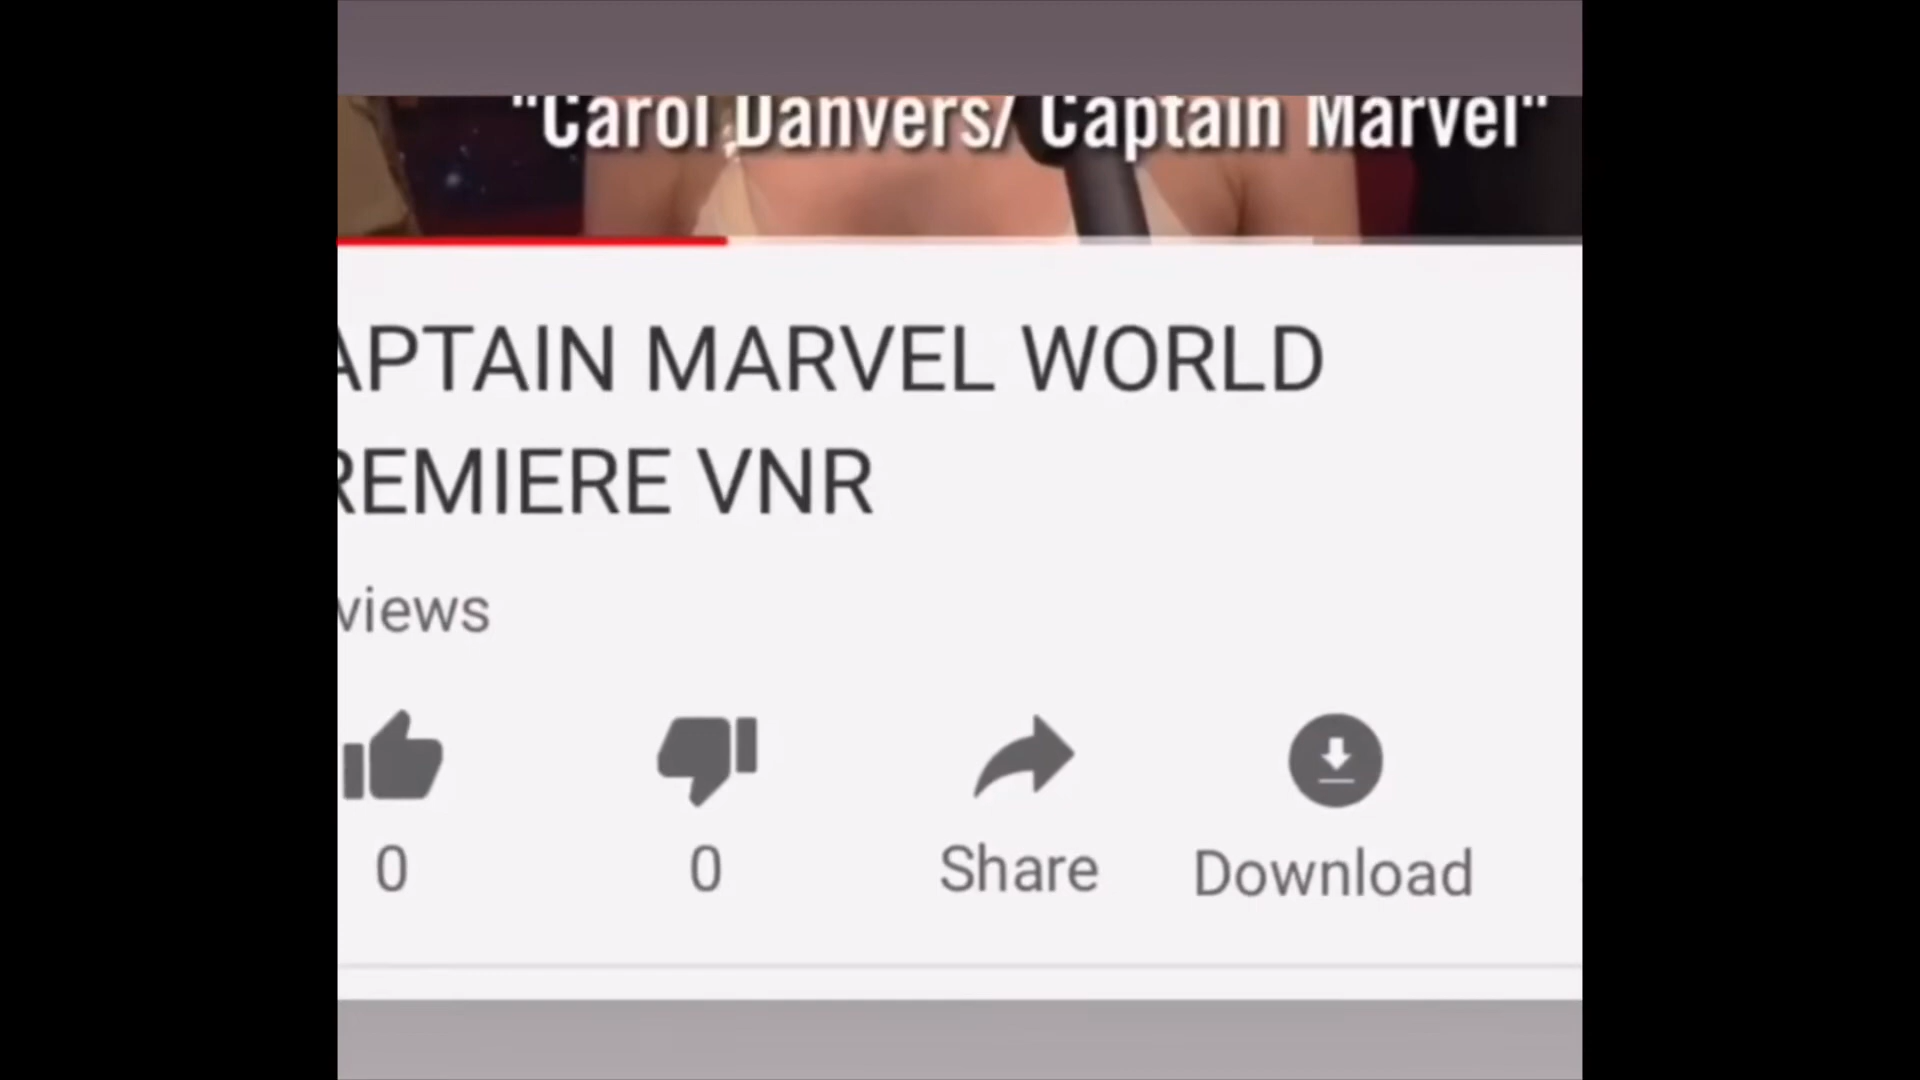 "Carol Danvers/ Captain Marvel"
APTAIN MARVEL WORLD
REMIERE VNR
views
0 0 Share Download